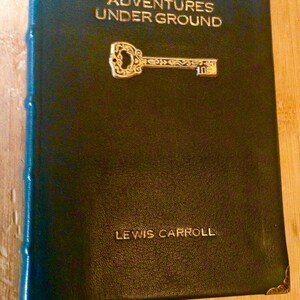 ADVENTURES
UNDER GROUND
LEWIS CARROLL